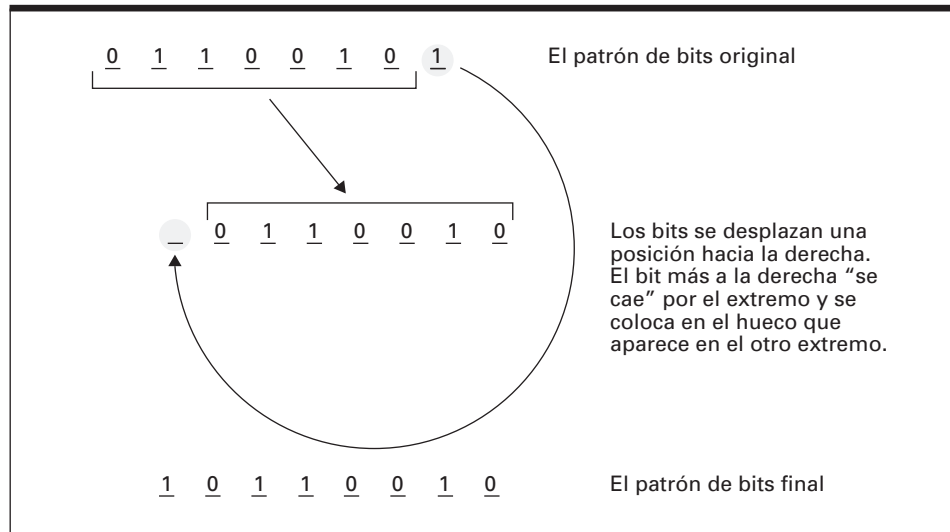 0 1 1 0 0 1 0 1 El patrón de bits original
_ 0 1 1 0 0 1 0
Los bits se desplazan una
posición hacia la derecha.
El bit más a la derecha “se
cae” por el extremo y se
coloca en el hueco que
aparece en el otro extremo.
1 0 1 1 0 0 1 0 El patrón de bits final